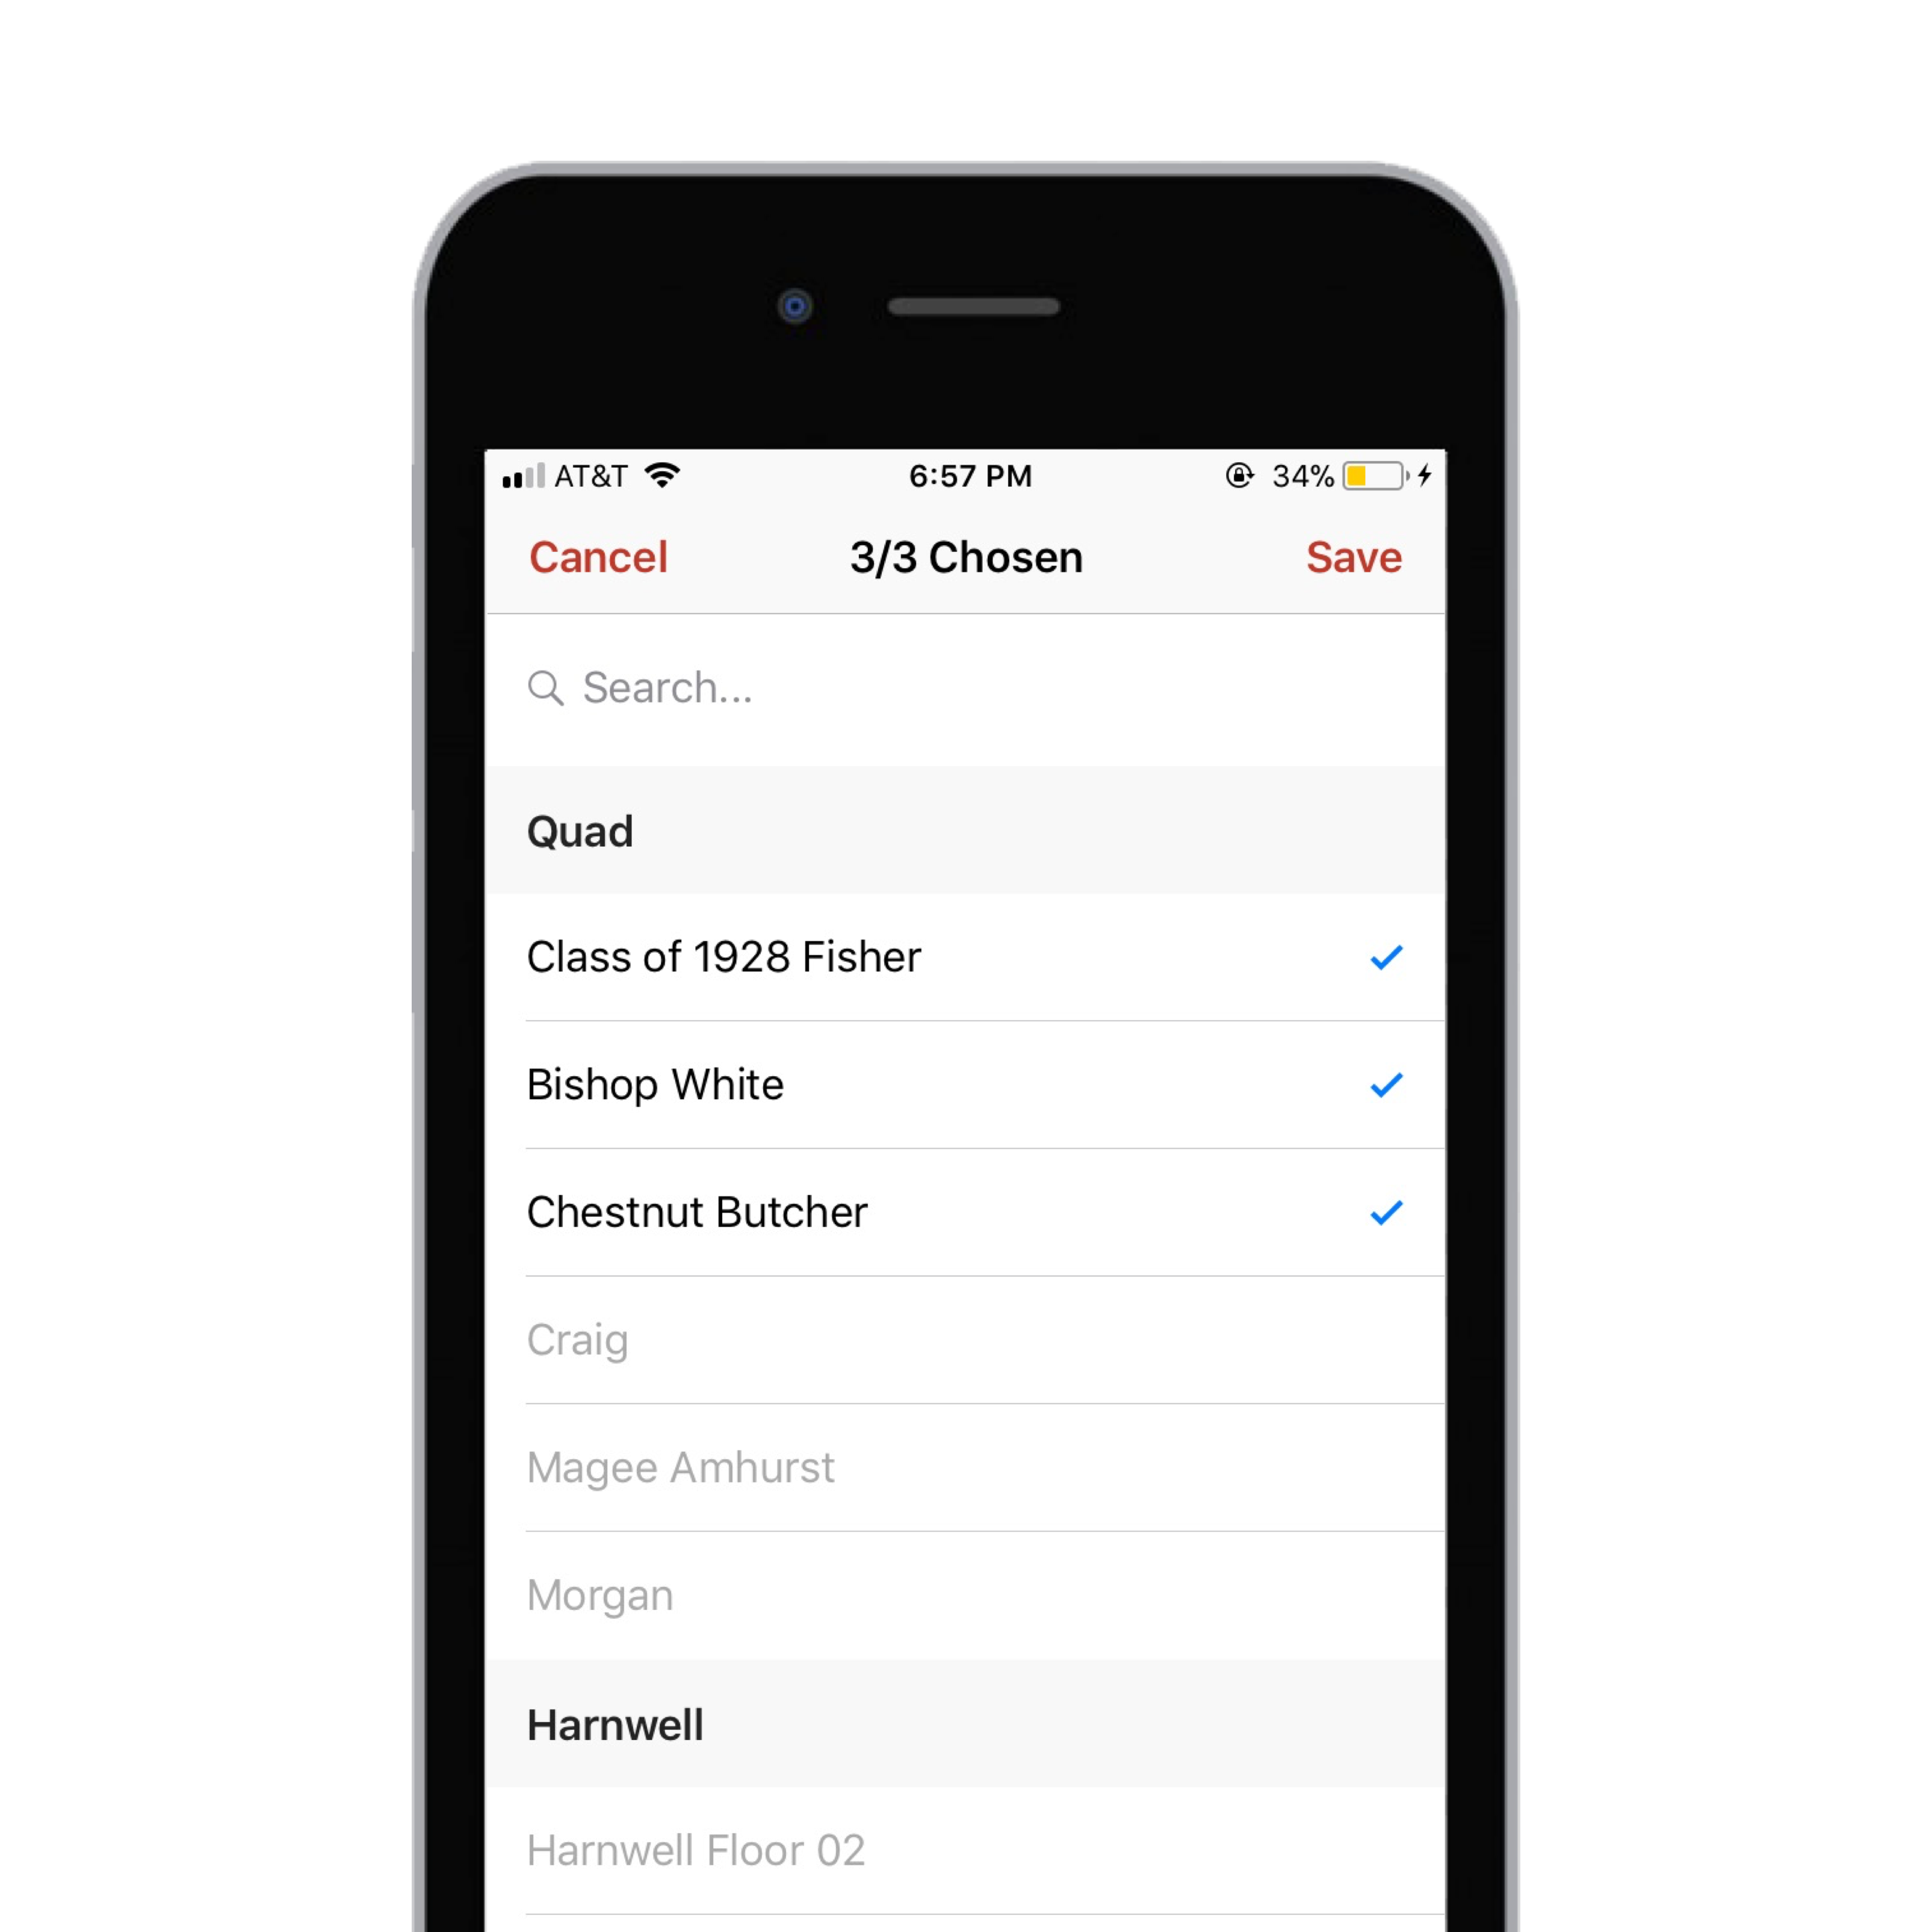 AT&T 6:57 PM 34%
Cancel 3/3 Chosen Save
Search...
Quad
Class of 1928 Fisher
Bishop White
Chestnut Butcher
Craig
Magee Amhurst
Morgan
Harnwell
Harnwell Floor 02